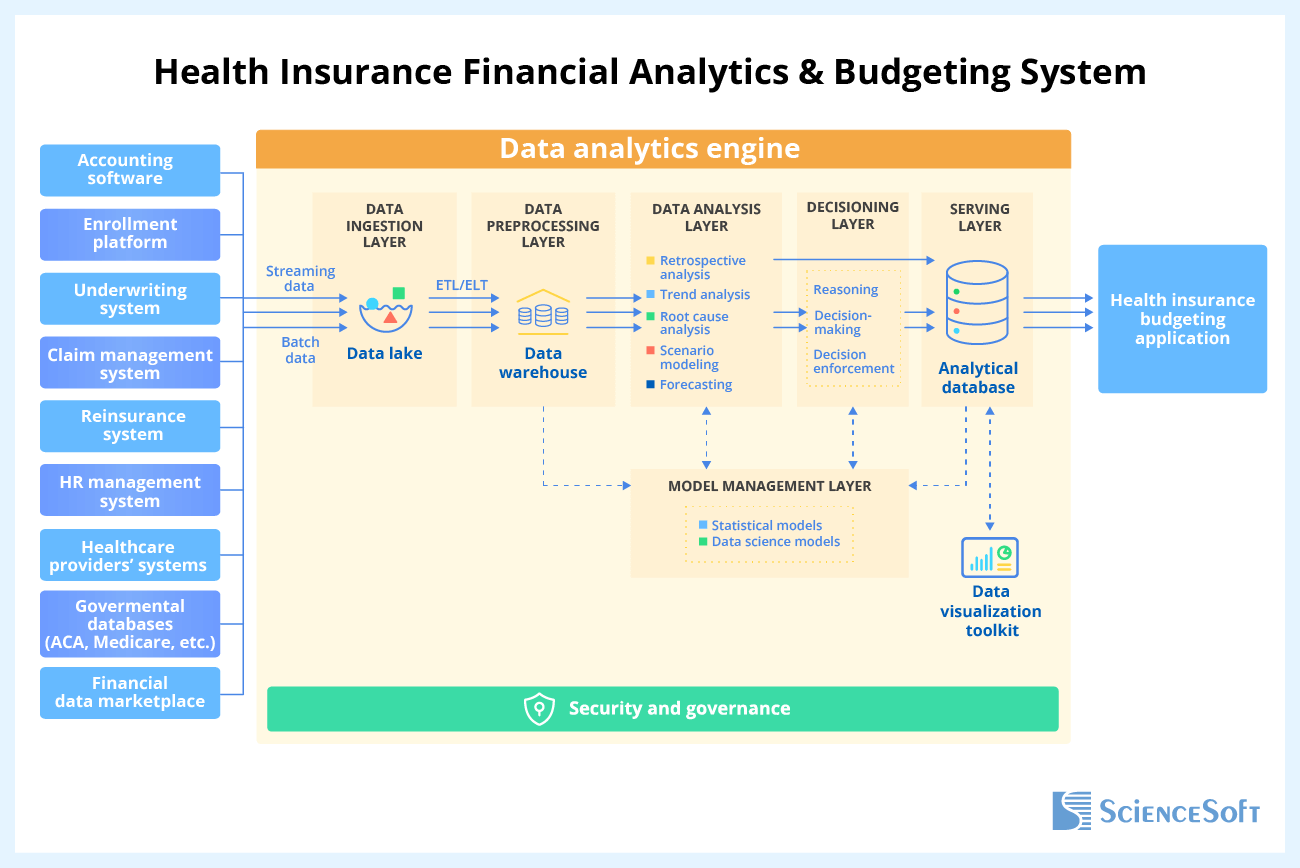 Health Insurance Financial Analytics & Budgeting System
Accounting
software
Enrollment
platform
Underwriting
system
Claim management
system
Reinsurance
system
HR management
system
Healthcare
providers’ systems
Govermental
databases
(ACA, Medicare, etc.)
Financial
data marketplace
Data analytics engine
Streaming
data
Batch
data
DATA
INGESTION
LAYER
Data lake
ETL/ELT
DATA
PREPROCESSING
LAYER
Data
warehouse
DATA ANALYSIS
LAYER
Retrospective
analysis
Trend analysis
Root cause
analysis
Scenario
modeling
Forecasting
DECISIONING
LAYER
Reasoning
Decision-
making
Decision
enforcement
SERVING
LAYER
Analytical
database
MODEL MANAGEMENT LAYER
Statistical models
Data science models
Data
visualization
toolkit
Security and governance
Health insurance
budgeting
application
ScienceSoft